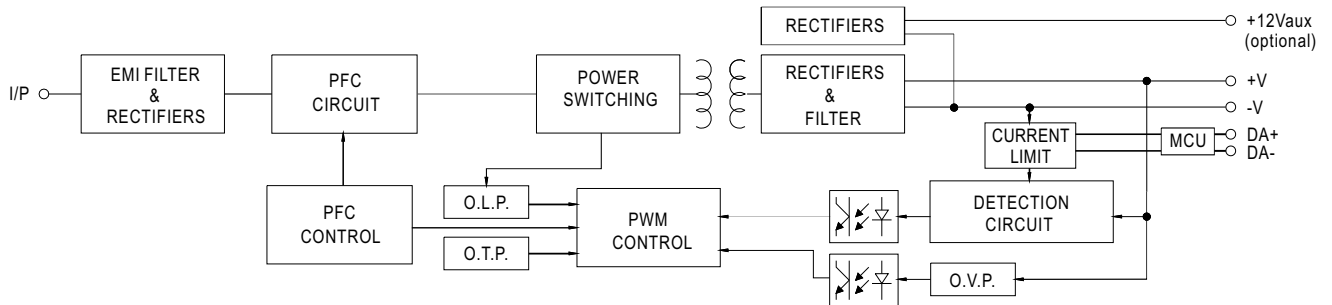 RECTIFIERS
+12Vaux
(optional)
I/P
EMI FILTER
&
RECTIFIERS
PFC
CIRCUIT
POWER
SWITCHING
RECTIFIERS
&
FILTER
+V
-V
CURRENT
LIMIT
MCU
DA+
DA-
PFC
CONTROL
O.L.P.
O.T.P.
PWM
CONTROL
DETECTION
CIRCUIT
O.V.P.